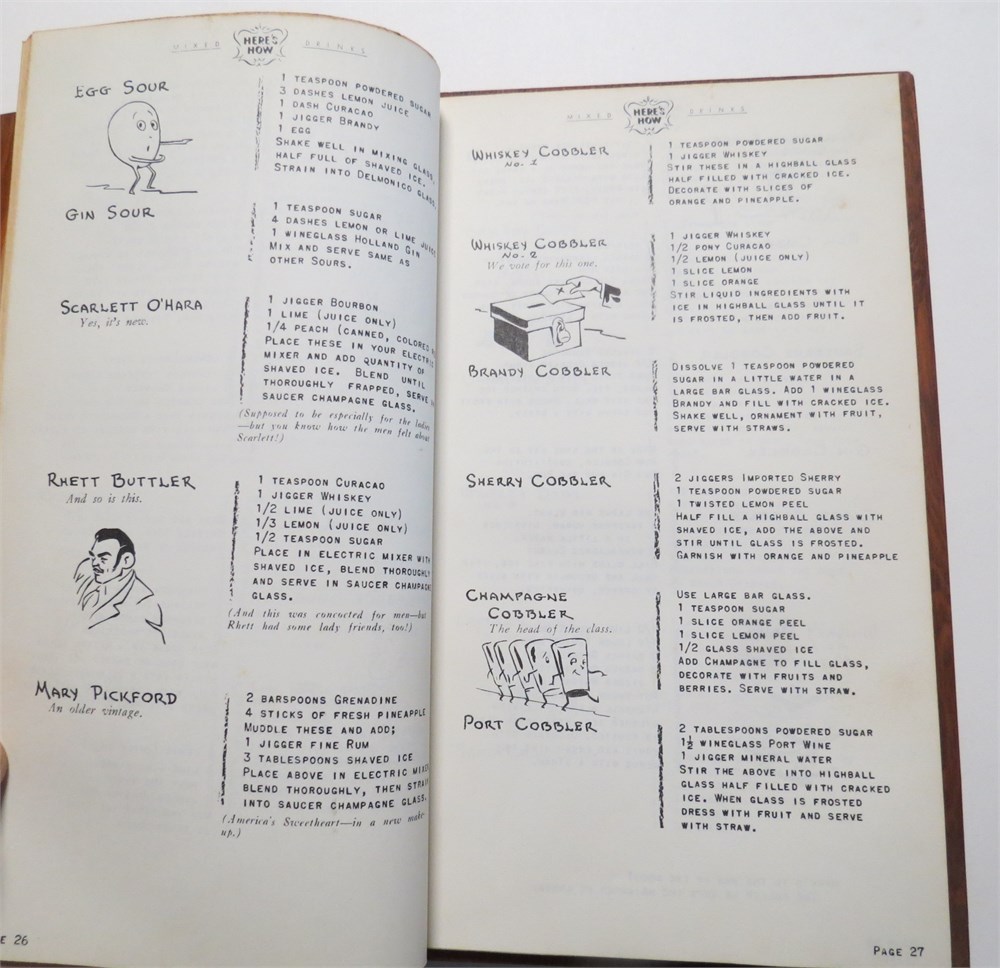 MIXED HERE'S HOW DRINKS
EGG SOUR
1 TEASPOON POWDERED SUGAR
3 DASHES LEMON JUICE
1 DASH CURACAO
1 JIGGER BRANDY
1 EGG
SHAKE WELL IN MIXING GLASS,
HALF FULL OF SHAVED ICE.
STRAIN INTO DELMONICO GLASS.
GIN SOUR
1 TEASPOON SUGAR
4 DASHES LEMON OR LIME JUICE
1 WINEGLASS HOLLAND GIN
MIX AND SERVE SAME AS
OTHER SOURS.
SCARLETT O'HARA
Yes, it's new.
1 JIGGER BOURBON
1 LIME (JUICE ONLY)
1/4 PEACH (CANNED, COLORED
PLACE THESE IN YOUR ELECTRIC
MIXER AND ADD QUANTITY OF
SHAVED ICE. BLEND UNTIL
THOROUGHLY FRAPPED, SERVE
SAUCER CHAMPAGNE GLASS.
(Supposed to be especially for the ladies
—but you know how the men felt about
Scarlett!)
RHETT BUTTLER
And so is this.
1 TEASPOON CURACAO
1 JIGGER WHISKEY
1/2 LIME (JUICE ONLY)
1/3 LEMON (JUICE ONLY)
1/2 TEASPOON SUGAR
PLACE IN ELECTRIC MIXER WITH
SHAVED ICE, BLEND THOROUGHLY
AND SERVE IN SAUCER CHAMPAGNE
GLASS.
(And this was concocted for men—but
Rhett had some lady friends, too!)
MARY PICKFORD
An older vintage.
2 BARSPOONS GRENADINE
4 STICKS OF FRESH PINEAPPLE
MUDDLE THESE AND ADD;
1 JIGGER FINE RUM
3 TABLESPOONS SHAVED ICE
PLACE ABOVE IN ELECTRIC MIXER
BLEND THOROUGHLY, THEN STRAIN
INTO SAUCER CHAMPAGNE GLASS.
(America's Sweetheart—in a new make-
up.)
E 26
MIXED HERE'S HOW DRINKS
WHISKEY COBBLER
NO. 1
1 TEASPOON POWDERED SUGAR
1 JIGGER WHISKEY
STIR THESE IN A HIGHBALL GLASS
HALF FILLED WITH CRACKED ICE.
DECORATE WITH SLICES OF
ORANGE AND PINEAPPLE.
WHISKEY COBBLER
NO. 2
We vote for this one.
1 JIGGER WHISKEY
1/2 PONY CURACAO
1/2 LEMON (JUICE ONLY)
1 SLICE LEMON
1 SLICE ORANGE
STIR LIQUID INGREDIENTS WITH
ICE IN HIGHBALL GLASS UNTIL IT
IS FROSTED, THEN ADD FRUIT.
BRANDY COBBLER
DISSOLVE 1 TEASPOON POWDERED
SUGAR IN A LITTLE WATER IN A
LARGE BAR GLASS. ADD 1 WINEGLASS
BRANDY AND FILL WITH CRACKED ICE.
SHAKE WELL, ORNAMENT WITH FRUIT,
SERVE WITH STRAWS.
SHERRY COBBLER
2 JIGGERS IMPORTED SHERRY
1 TEASPOON POWDERED SUGAR
1 TWISTED LEMON PEEL
HALF FILL A HIGHBALL GLASS WITH
SHAVED ICE, ADD THE ABOVE AND
STIR UNTIL GLASS IS FROSTED.
GARNISH WITH ORANGE AND PINEAPPLE
CHAMPAGNE
COBBLER
The head of the class.
USE LARGE BAR GLASS.
1 TEASPOON SUGAR
1 SLICE ORANGE PEEL
1 SLICE LEMON PEEL
1/2 GLASS SHAVED ICE
ADD CHAMPAGNE TO FILL GLASS,
DECORATE WITH FRUITS AND
BERRIES. SERVE WITH STRAW.
PORT COBBLER
2 TABLESPOONS POWDERED SUGAR
1½ WINEGLASS PORT WINE
1 JIGGER MINERAL WATER
STIR THE ABOVE INTO HIGHBALL
GLASS HALF FILLED WITH CRACKED
ICE. WHEN GLASS IS FROSTED
DRESS WITH FRUIT AND SERVE
WITH STRAW.
PAGE 27